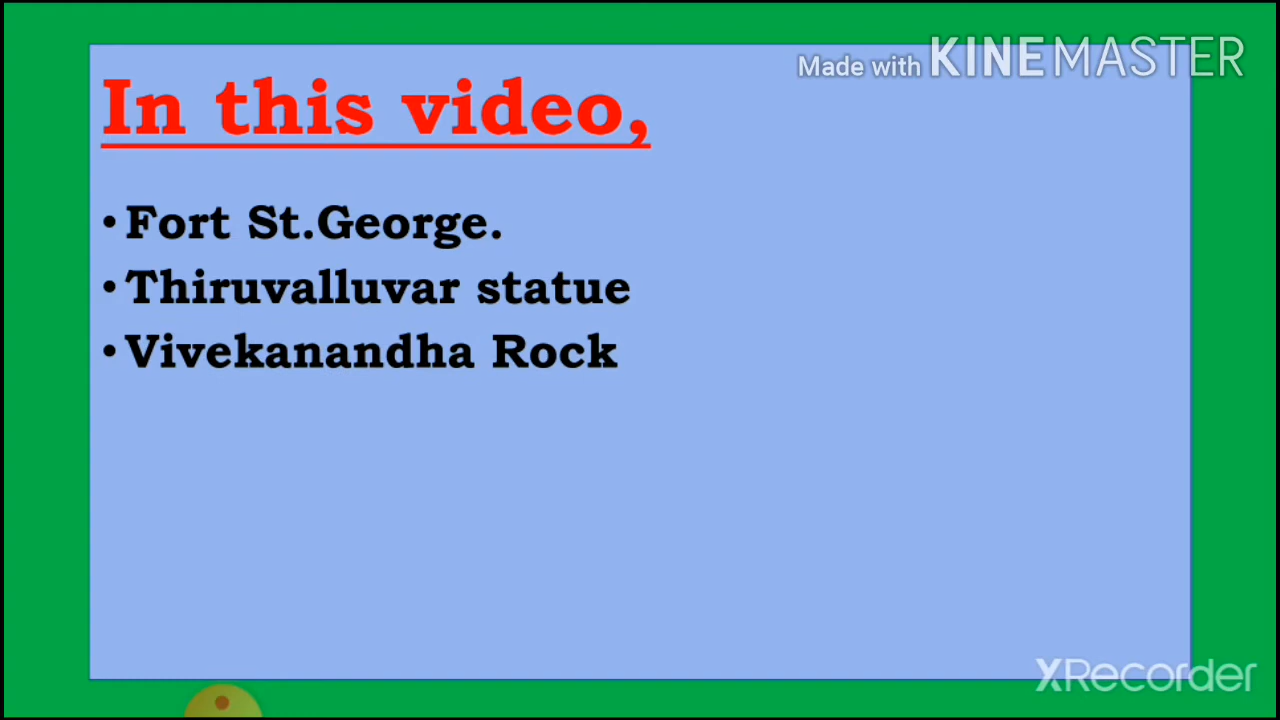 Made with KINEMASTER
In this video,
• Fort St.George.
• Thiruvalluvar statue
• Vivekanandha Rock
XRecorder